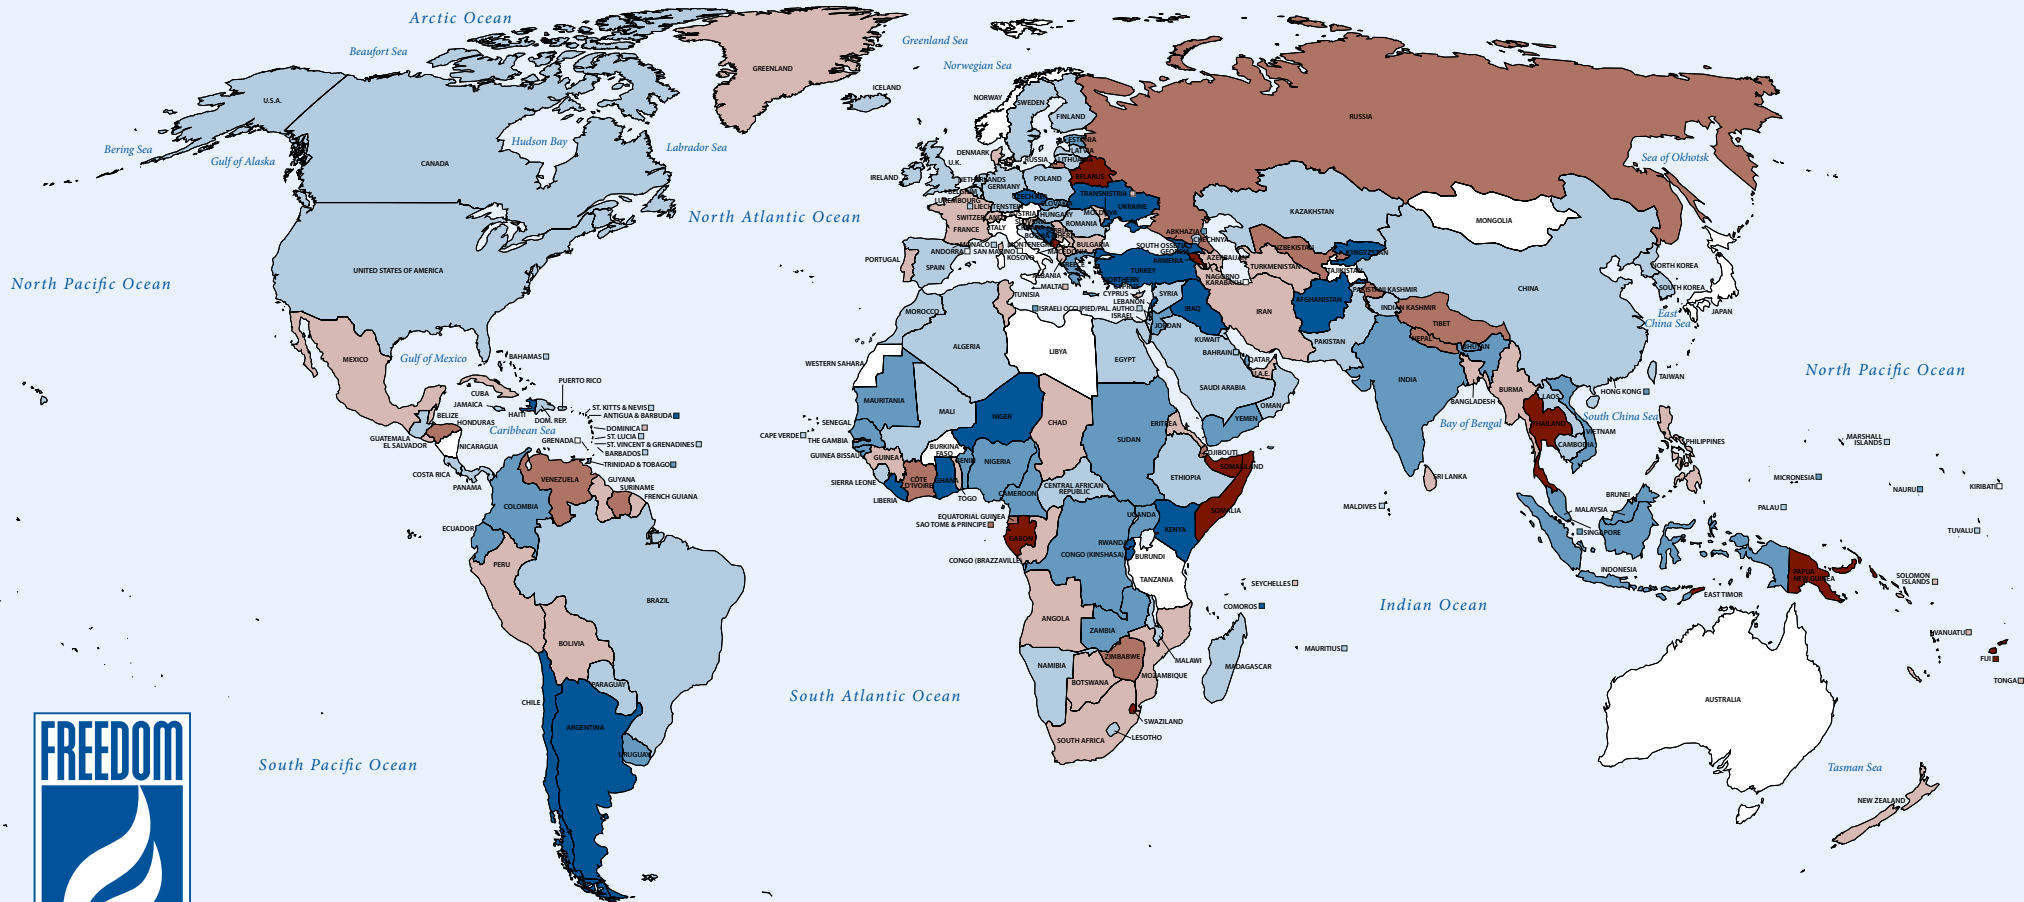 Arctic Ocean
Beaufort Sea
Greenland Sea
Norwegian Sea
GREENLAND
ICELAND
U.S.A.
NORWAY
SWEDEN
FINLAND
RUSSIA
Bering Sea
Gulf of Alaska
Hudson Bay
Labrador Sea
CANADA
Sea of Okhotsk
ESTONIA
LATVIA
LITHUANIA
RUSSIA
DENMARK
U.K.
IRELAND
NETHERLANDS
BELGIUM
LUXEMBOURG
GERMANY
POLAND
BELARUS
LIECHTENSTEIN
TRANSNISTRIA
UKRAINE
SLOVAKIA
AUSTRIA
HUNGARY
MOLDOVA
ROMANIA
SWITZERLAND
FRANCE
ITALY
MONACO
ANDORRA
SAN MARINO
MONTENEGRO
KOSOVO
MACEDONIA
BULGARIA
ALBANIA
GREECE
MALTA
PORTUGAL
SPAIN
North Atlantic Ocean
North Pacific Ocean
UNITED STATES OF AMERICA
KAZAKHSTAN
MONGOLIA
ABKHAZIA
CHECHNYA
SOUTH OSSETIA
GEORGIA
ARMENIA
AZERBAIJAN
NAGORNO
KARABAKH
UZBEKISTAN
KYRGYZSTAN
TURKMENISTAN
TAJIKISTAN
TURKEY
NORTHERN
CYPRUS
CYPRUS
LEBANON
SYRIA
ISRAELI OCCUPIED/PAL. AUTHO.
ISRAEL
JORDAN
IRAQ
IRAN
AFGHANISTAN
PAKISTANI KASHMIR
INDIAN KASHMIR
TIBET
CHINA
NORTH KOREA
SOUTH KOREA
JAPAN
East
China Sea
TUNISIA
MOROCCO
ALGERIA
LIBYA
EGYPT
WESTERN SAHARA
KUWAIT
BAHRAIN
QATAR
U.A.E.
SAUDI ARABIA
OMAN
YEMEN
PAKISTAN
NEPAL
BHUTAN
INDIA
BANGLADESH
BURMA
LAOS
THAILAND
CAMBODIA
VIETNAM
TAIWAN
HONG KONG
South China Sea
Bay of Bengal
North Pacific Ocean
PHILIPPINES
MEXICO
Gulf of Mexico
BAHAMAS
CUBA
JAMAICA
HAITI
DOM. REP.
PUERTO RICO
ST. KITTS & NEVIS
ANTIGUA & BARBUDA
DOMINICA
ST. LUCIA
ST. VINCENT & GRENADINES
BARBADOS
GRENADA
TRINIDAD & TOBAGO
Caribbean Sea
BELIZE
HONDURAS
GUATEMALA
EL SALVADOR
NICARAGUA
COSTA RICA
PANAMA
VENEZUELA
GUYANA
SURINAME
FRENCH GUIANA
COLOMBIA
ECUADOR
PERU
BRAZIL
BOLIVIA
PARAGUAY
CHILE
ARGENTINA
URUGUAY
CAPE VERDE
MAURITANIA
MALI
NIGER
CHAD
SUDAN
ERITREA
DJIBOUTI
SOMALILAND
SOMALIA
ETHIOPIA
SENEGAL
THE GAMBIA
GUINEA BISSAU
GUINEA
SIERRA LEONE
LIBERIA
CÔTE
D'IVOIRE
BURKINA
FASO
GHANA
TOGO
BENIN
NIGERIA
CAMEROON
CENTRAL AFRICAN
REPUBLIC
EQUATORIAL GUINEA
SAO TOME & PRINCIPE
GABON
CONGO (BRAZZAVILLE)
CONGO (KINSHASA)
UGANDA
KENYA
RWANDA
BURUNDI
TANZANIA
ANGOLA
ZAMBIA
MALAWI
MOZAMBIQUE
ZIMBABWE
NAMIBIA
BOTSWANA
SOUTH AFRICA
SWAZILAND
LESOTHO
MADAGASCAR
COMOROS
SEYCHELLES
MAURITIUS
MALDIVES
SRI LANKA
Indian Ocean
BRUNEI
MALAYSIA
SINGAPORE
INDONESIA
EAST TIMOR
PAPUA
NEW GUINEA
MARSHALL
ISLANDS
MICRONESIA
NAURU
KIRIBATI
PALAU
TUVALU
SOLOMON
ISLANDS
VANUATU
FIJI
TONGA
AUSTRALIA
NEW ZEALAND
Tasman Sea
South Atlantic Ocean
South Pacific Ocean
FREEDOM